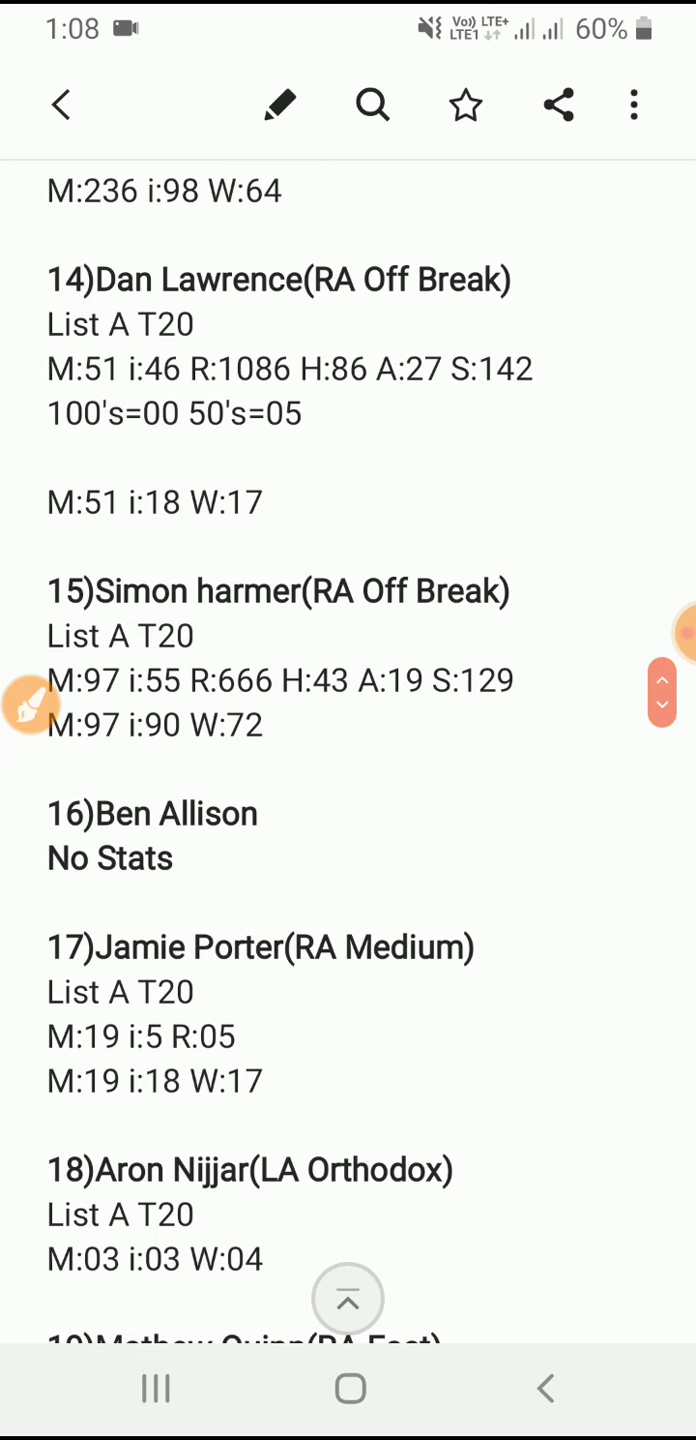 1:08
Vo)) LTE+
LTE1
60%
M:236 i:98 W:64
14)Dan Lawrence(RA Off Break)
List A T20
M:51 i:46 R:1086 H:86 A:27 S:142
100's=00 50's=05
M:51 i:18 W:17
15)Simon harmer(RA Off Break)
List A T20
M:97 i:55 R:666 H:43 A:19 S:129
M:97 i:90 W:72
16)Ben Allison
No Stats
17)Jamie Porter(RA Medium)
List A T20
M:19 i:5 R:05
M:19 i:18 W:17
18)Aron Nijjar(LA Orthodox)
List A T20
M:03 i:03 W:04